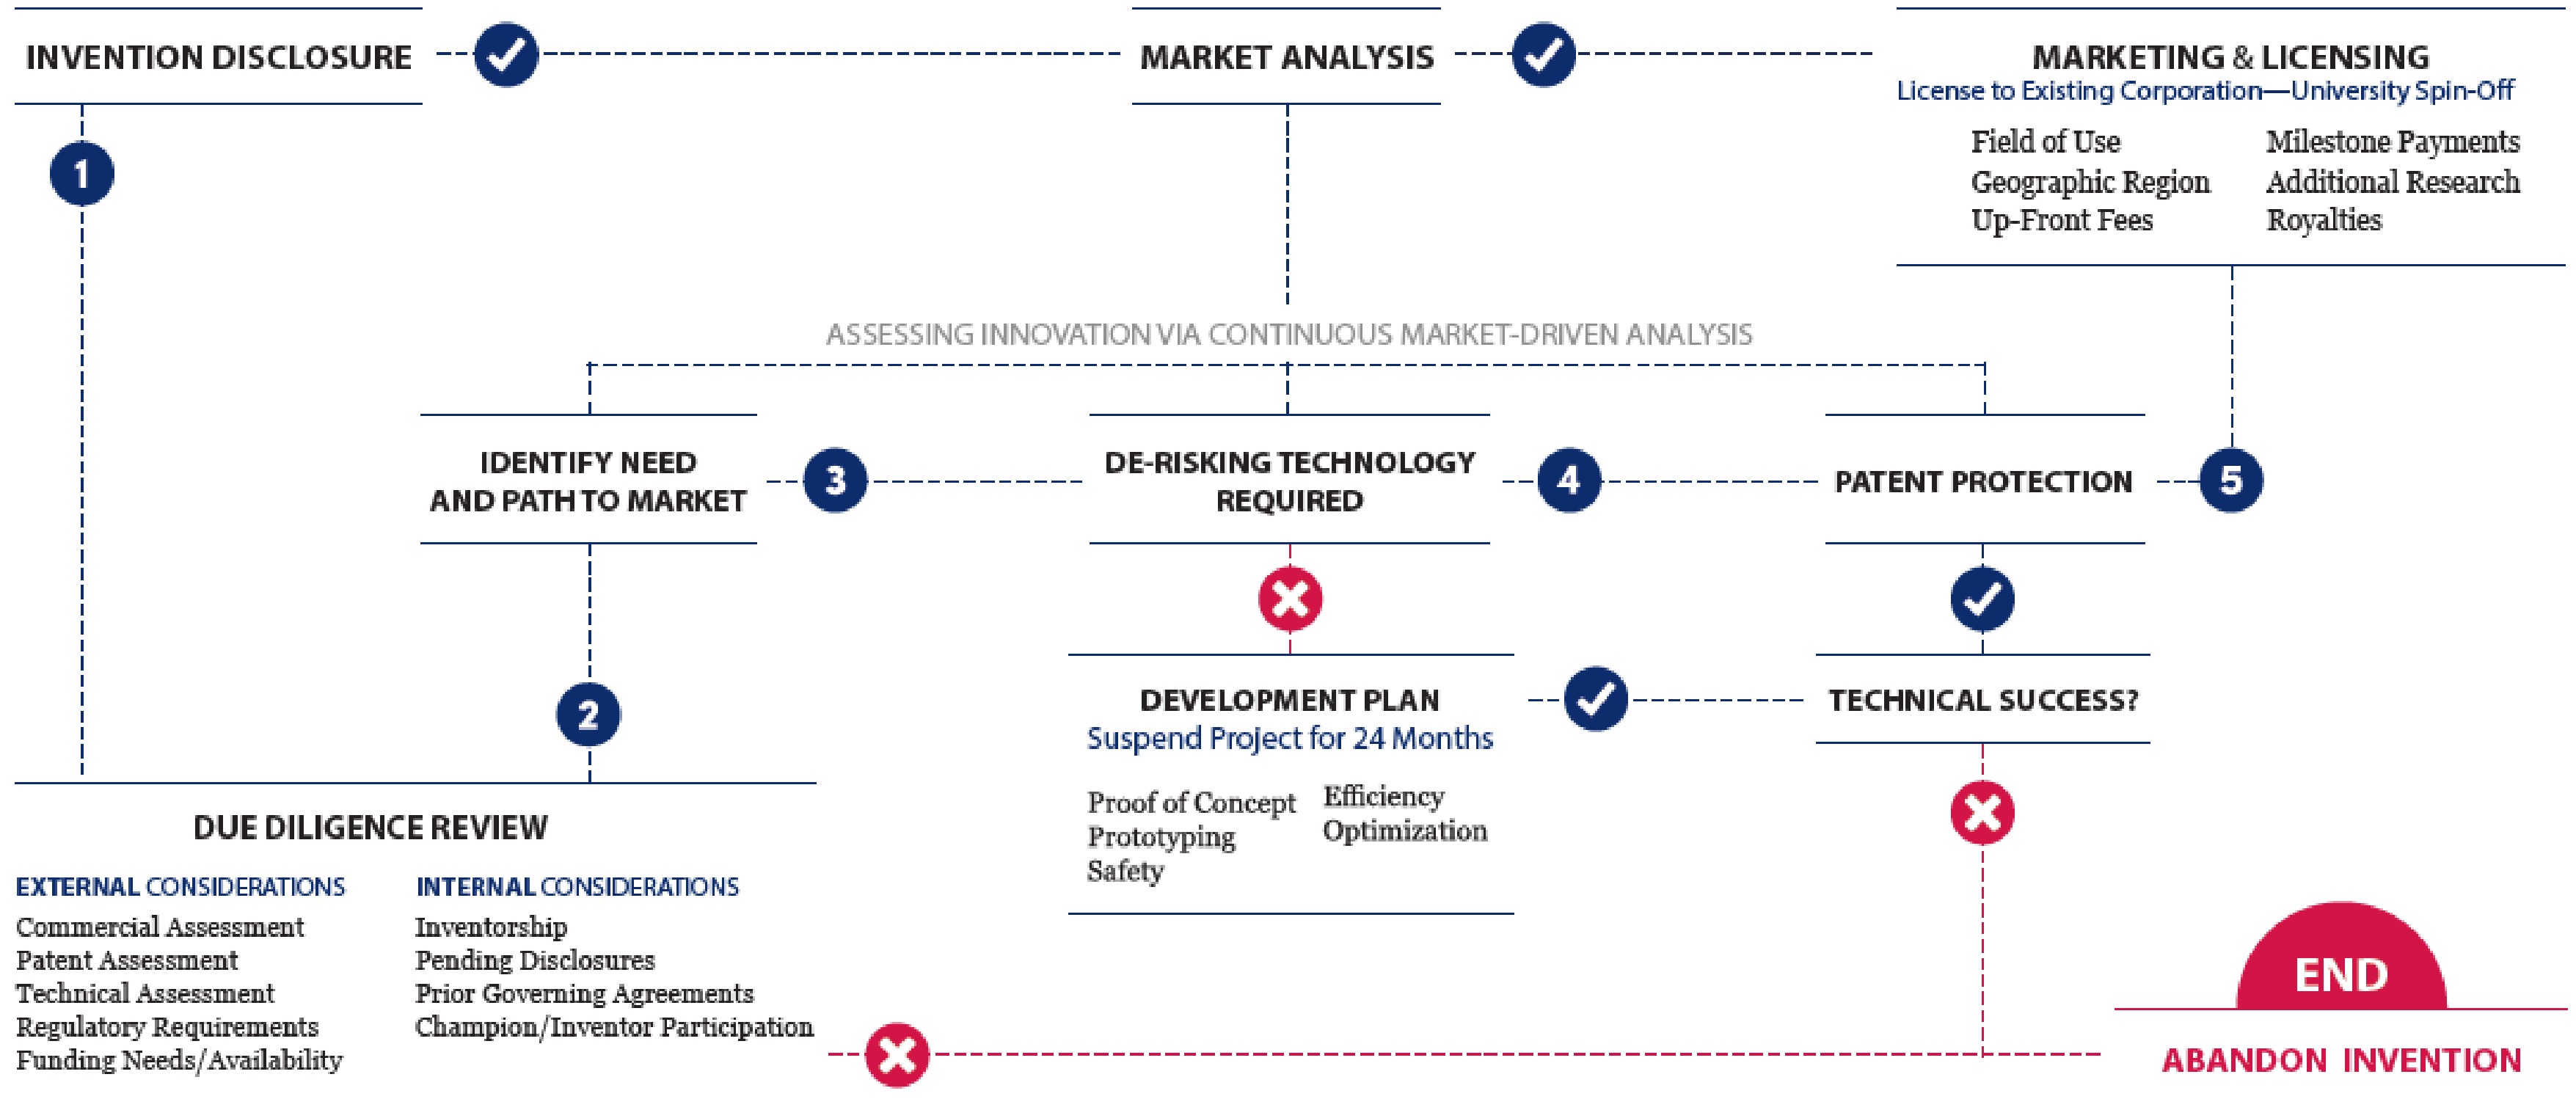 INVENTION DISCLOSURE
MARKET ANALYSIS
MARKETING & LICENSING
License to Existing Corporation—University Spin-Off
Field of Use
Geographic Region
Up-Front Fees
Milestone Payments
Additional Research
Royalties
1
ASSESSING INNOVATION VIA CONTINUOUS MARKET-DRIVEN ANALYSIS
IDENTIFY NEED
AND PATH TO MARKET
3
DE-RISKING TECHNOLOGY
REQUIRED
4
PATENT PROTECTION
5
2
DEVELOPMENT PLAN
Suspend Project for 24 Months
Proof of Concept
Prototyping
Safety
Efficiency
Optimization
TECHNICAL SUCCESS?
DUE DILIGENCE REVIEW
EXTERNAL CONSIDERATIONS
Commercial Assessment
Patent Assessment
Technical Assessment
Regulatory Requirements
Funding Needs/Availability
INTERNAL CONSIDERATIONS
Inventorship
Pending Disclosures
Prior Governing Agreements
Champion/Inventor Participation
END
ABANDON INVENTION